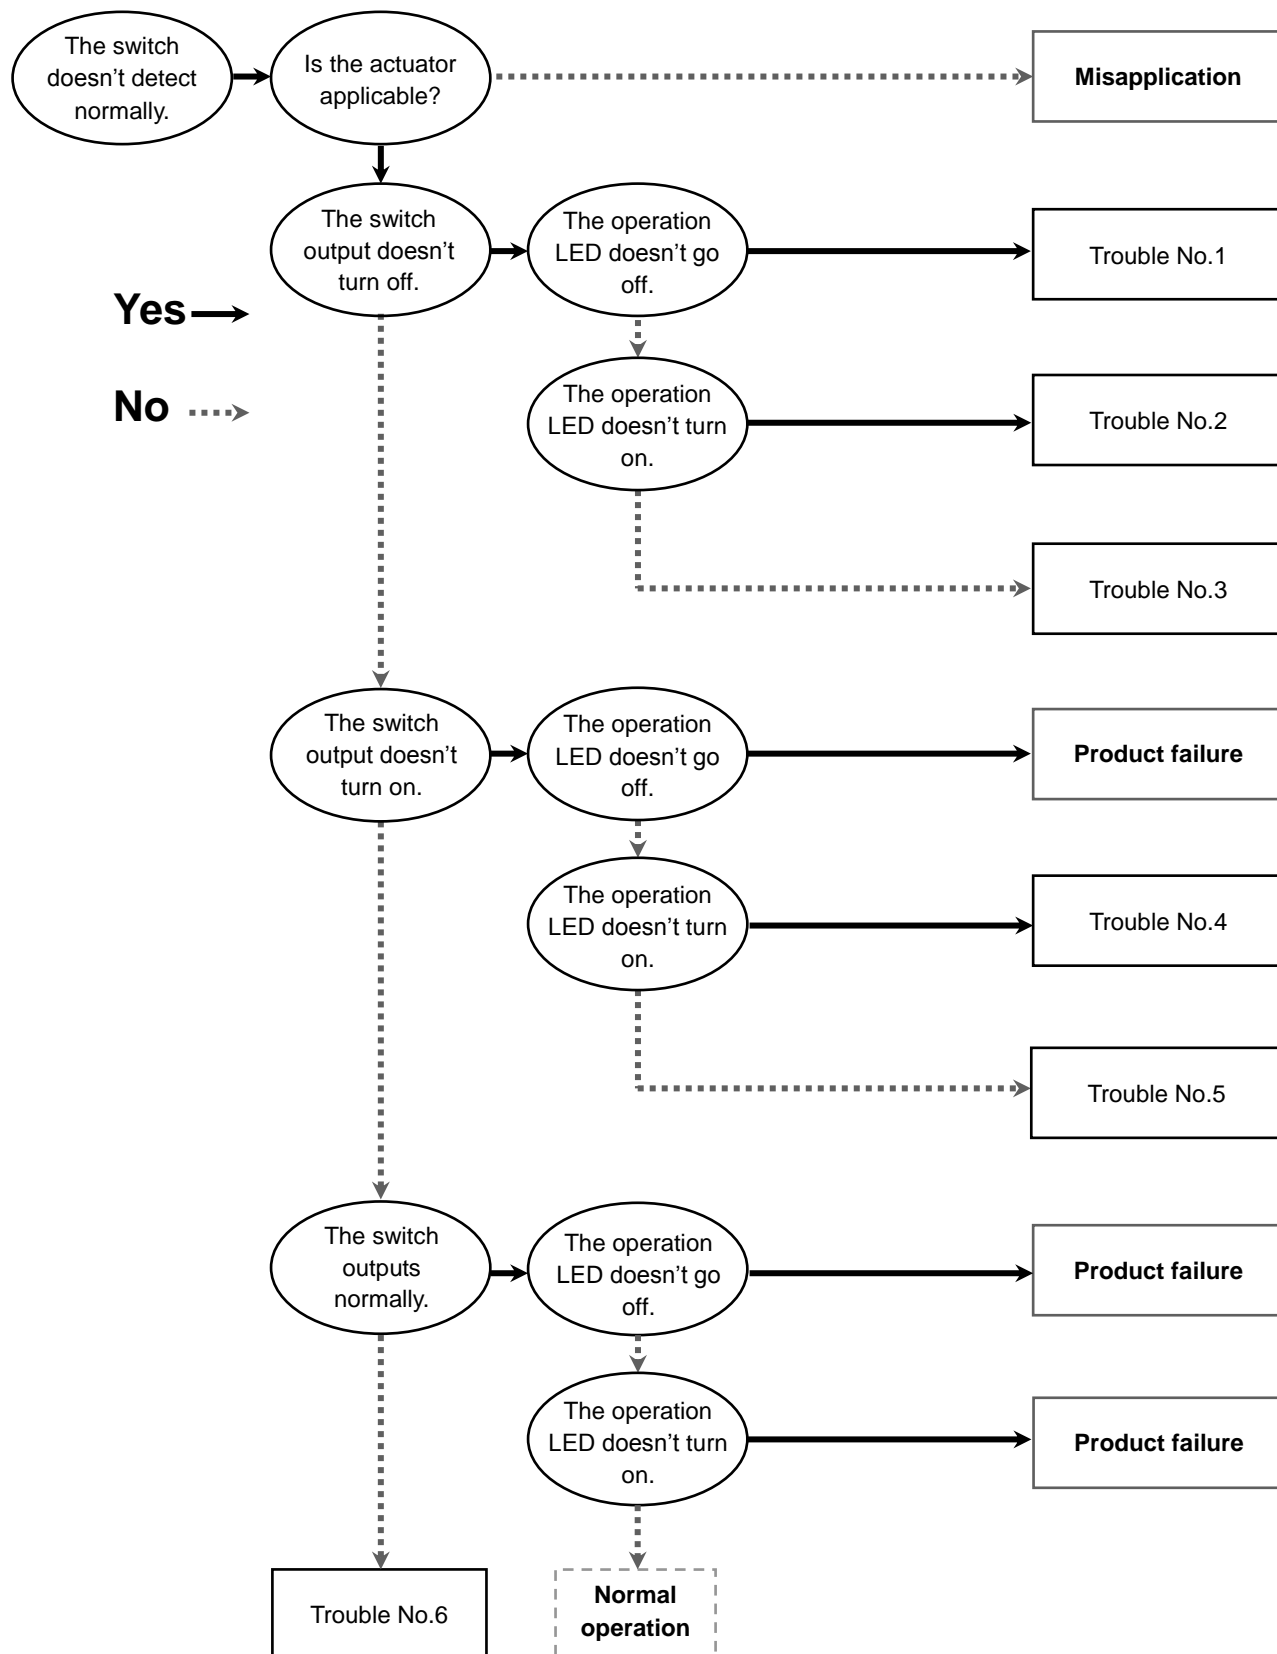 The switch
doesn't detect
normally.
Is the actuator
applicable?
Misapplication
The switch
output doesn't
turn off.
The operation
LED doesn't go
off.
Trouble No.1
Yes
No
The operation
LED doesn't turn
on.
Trouble No.2
Trouble No.3
The switch
output doesn't
turn on.
The operation
LED doesn't go
off.
Product failure
The operation
LED doesn't turn
on.
Trouble No.4
Trouble No.5
The switch
outputs
normally.
The operation
LED doesn't go
off.
Product failure
The operation
LED doesn't turn
on.
Product failure
Trouble No.6
Normal
operation